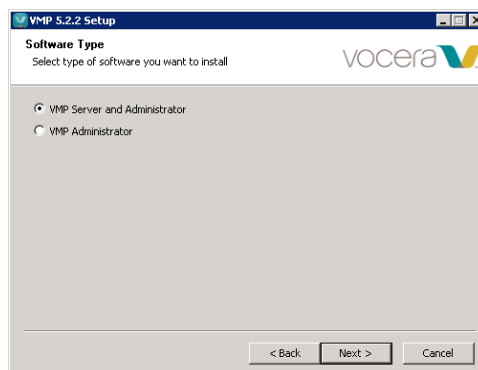 VMP 5.2.2 Setup
Software Type
Select type of software you want to install
vocera
VMP Server and Administrator
VMP Administrator
< Back
Next >
Cancel